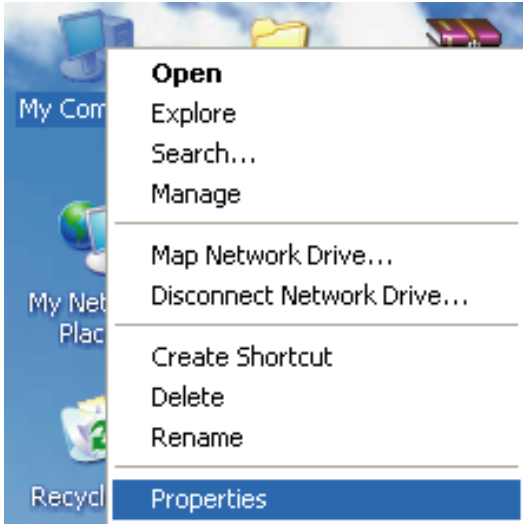 My Com
Open
Explore
Search...
Manage
Map Network Drive...
Disconnect Network Drive...
My Net
Plac
Create Shortcut
Delete
Rename
Recycl
Properties